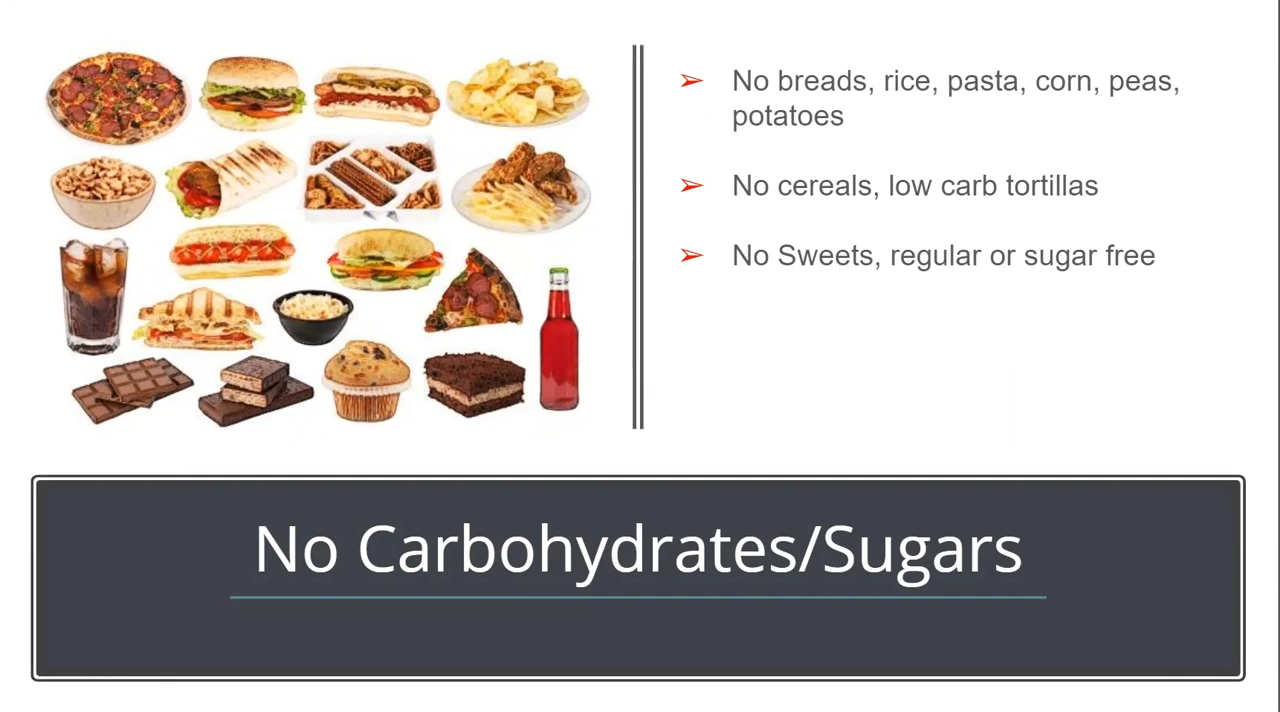 No breads, rice, pasta, corn, peas,
potatoes
No cereals, low carb tortillas
No Sweets, regular or sugar free
No Carbohydrates/Sugars